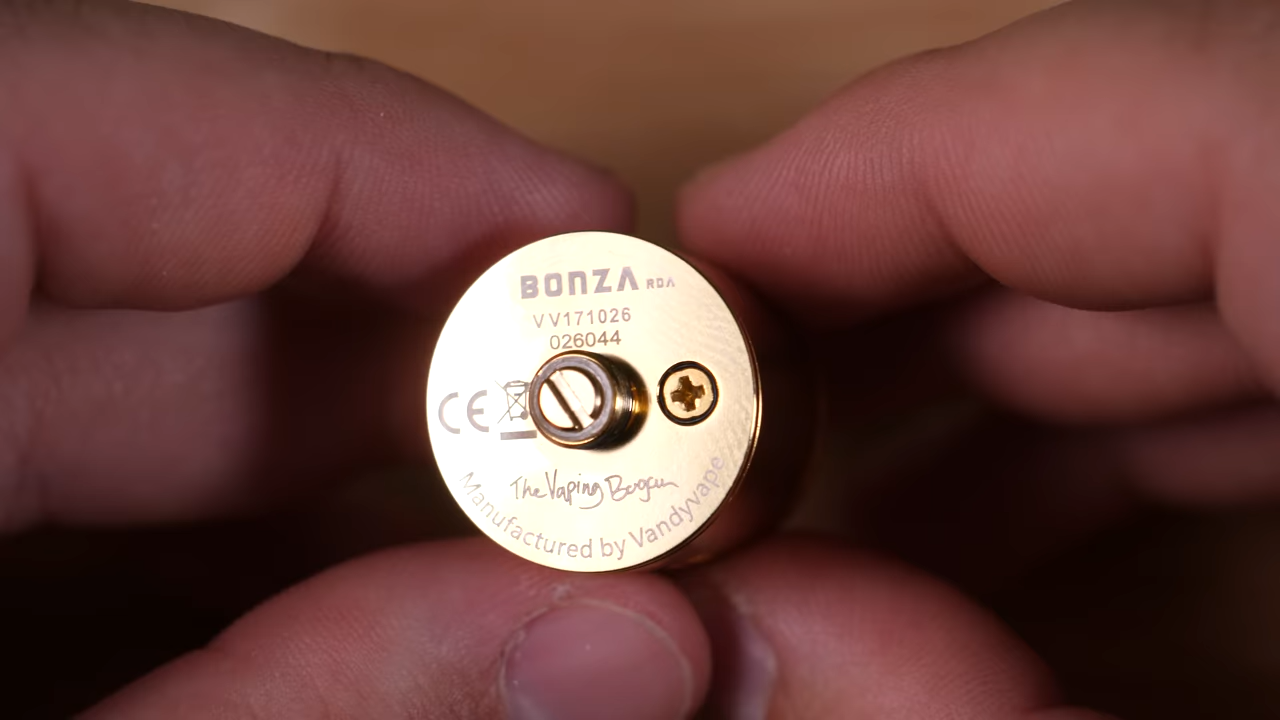 BONZA RDA
VV171026
026044
CE
The Vaping Bogan
Manufactured by Vandyvape